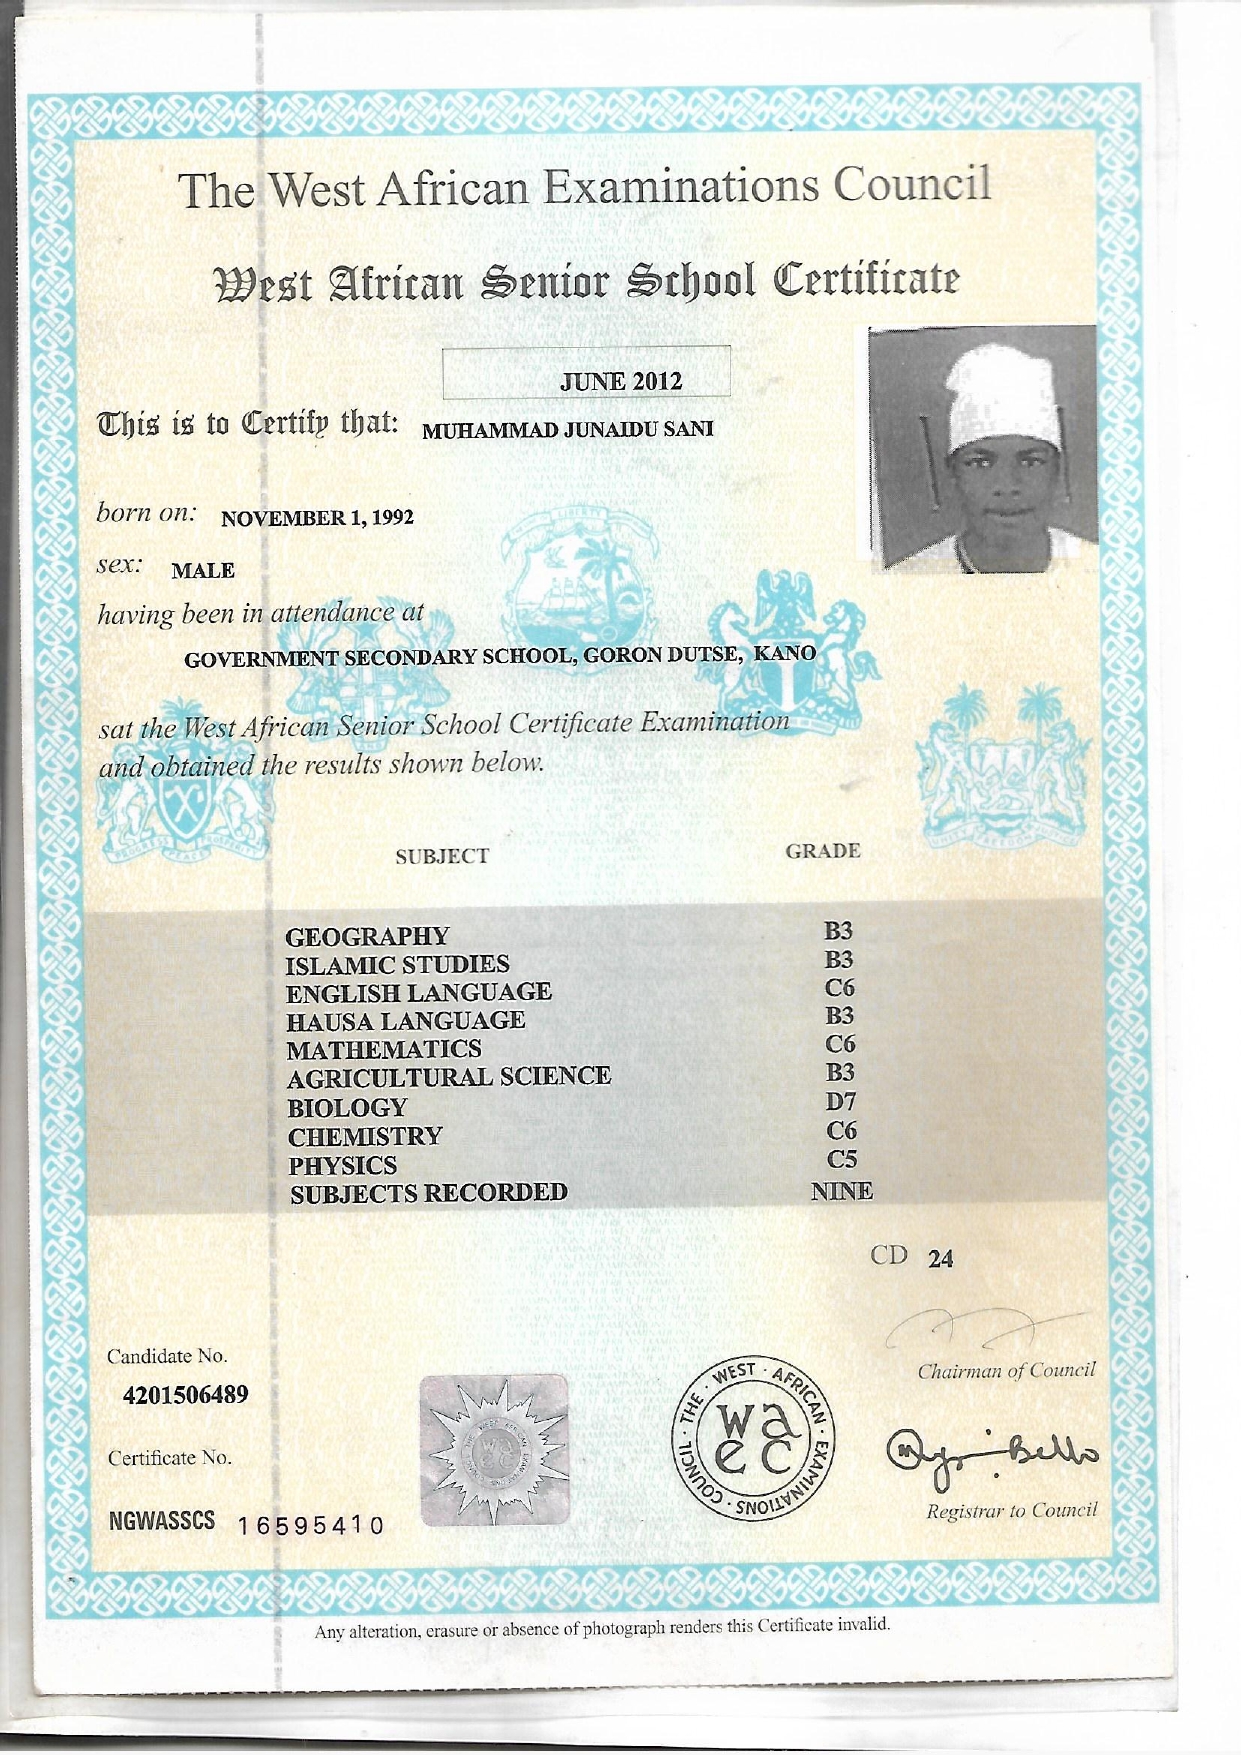 The West African Examinations Council
West African Senior School Certificate
JUNE 2012
This is to Certify that: MUHAMMAD JUNAIDU SANI
born on: NOVEMBER 1, 1992
sex: MALE
having been in attendance at
GOVERNMENT SECONDARY SCHOOL, GORON DUTSE, KANO
sat the West African Senior School Certificate Examination
and obtained the results shown below.
SUBJECT GRADE
GEOGRAPHY B3
ISLAMIC STUDIES B3
ENGLISH LANGUAGE C6
HAUSA LANGUAGE B3
MATHEMATICS C6
AGRICULTURAL SCIENCE B3
BIOLOGY D7
CHEMISTRY C6
PHYSICS C5
SUBJECTS RECORDED NINE
CD 24
Candidate No.
4201506489
Chairman of Council
THE · WEST · AFRICAN · EXAMINATIONS · COUNCIL ·
wa
ec
Bello
Certificate No.
NGWASSCS 16595410
Registrar to Council
Any alteration, erasure or absence of photograph renders this Certificate invalid.